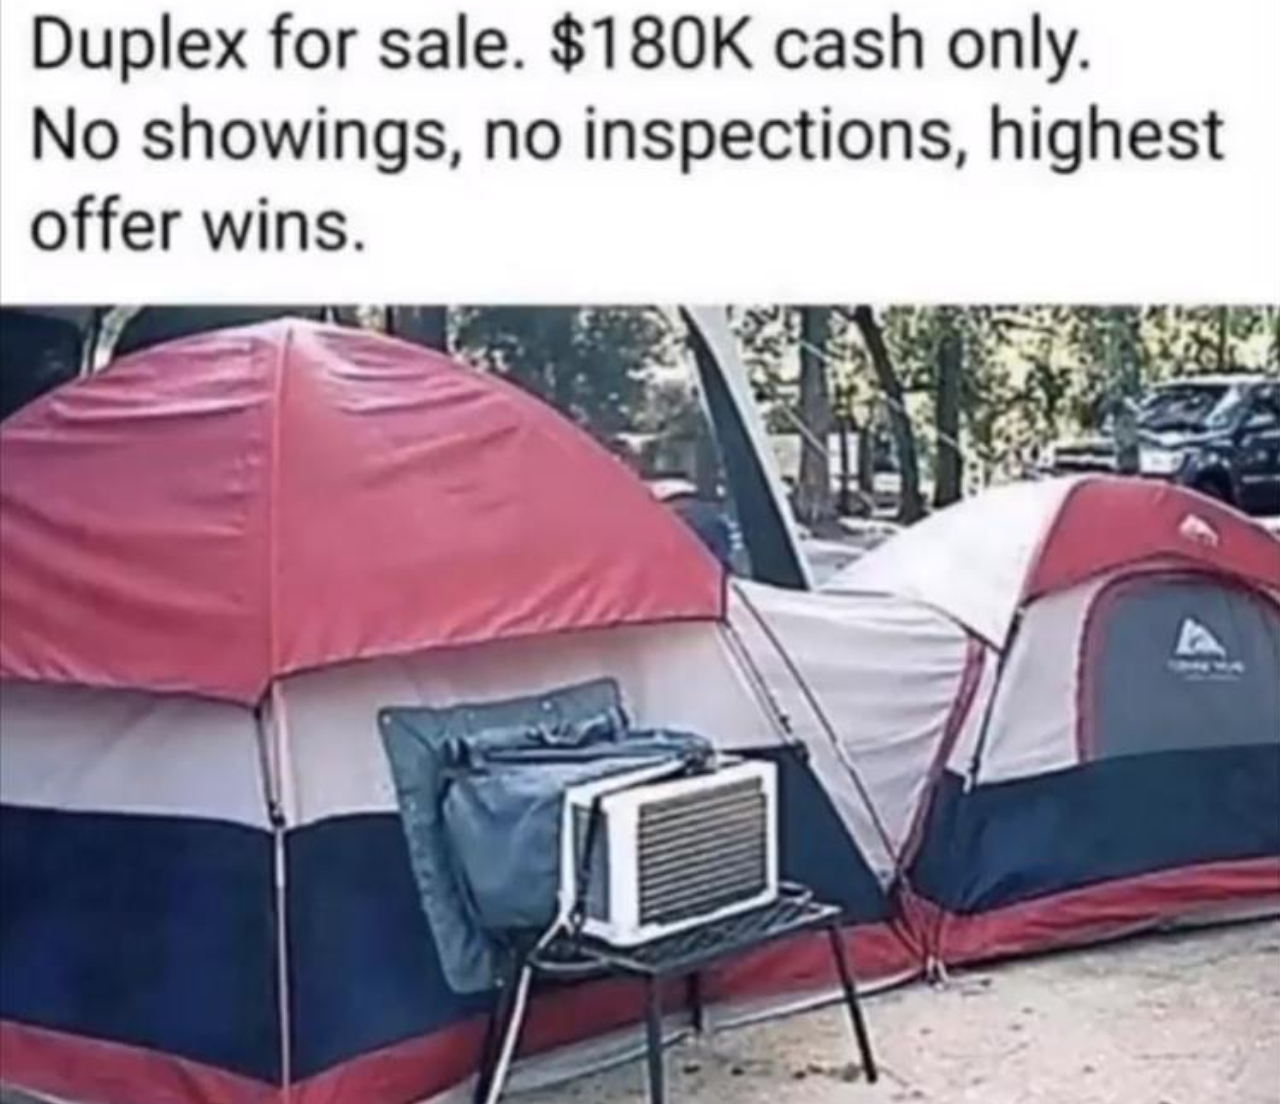 Duplex for sale. $180K cash only.
No showings, no inspections, highest
offer wins.